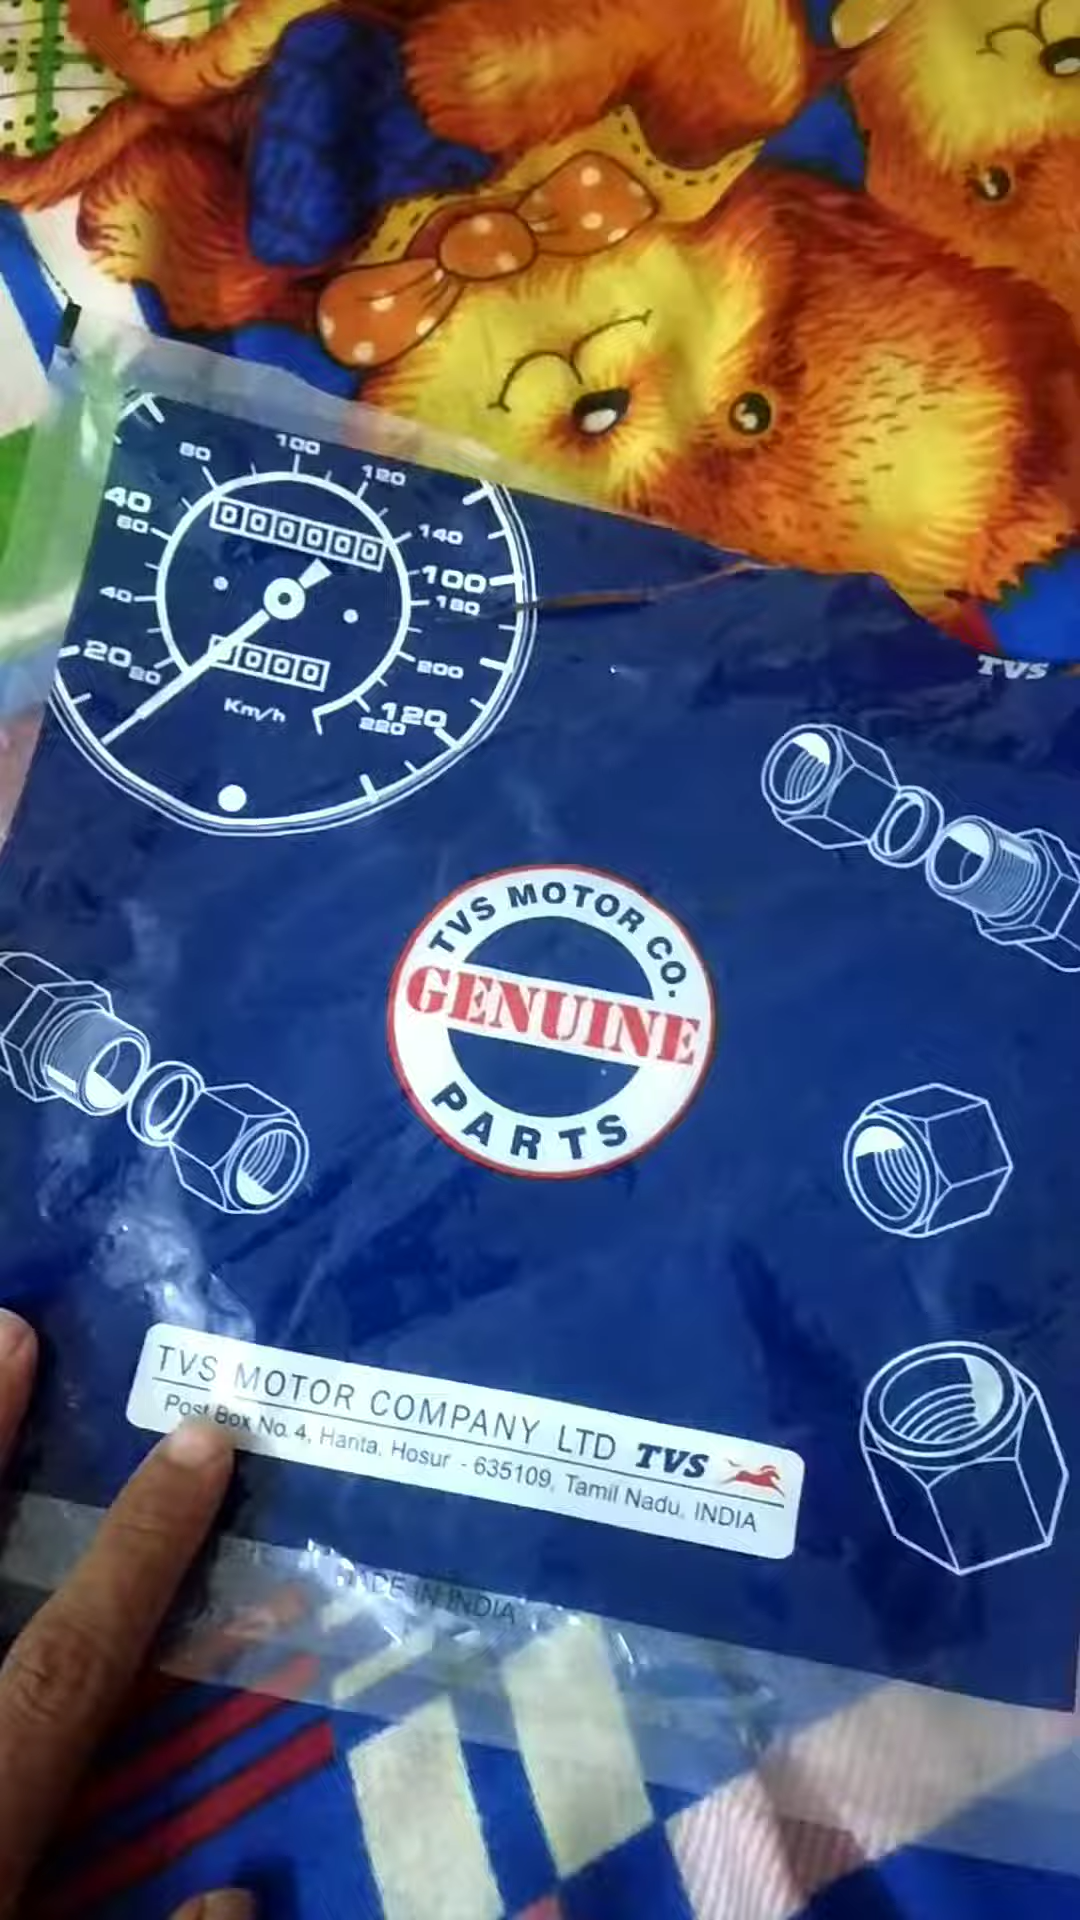 80 100 120
40 60 140
000000
100
40 180
20 20 200
0000
Km/h
120
220
TVS
TVS MOTOR CO.
GENUINE
PARTS
TVS MOTOR COMPANY LTD TVS
Post Box No. 4, Harita, Hosur - 635109, Tamil Nadu, INDIA
MADE IN INDIA